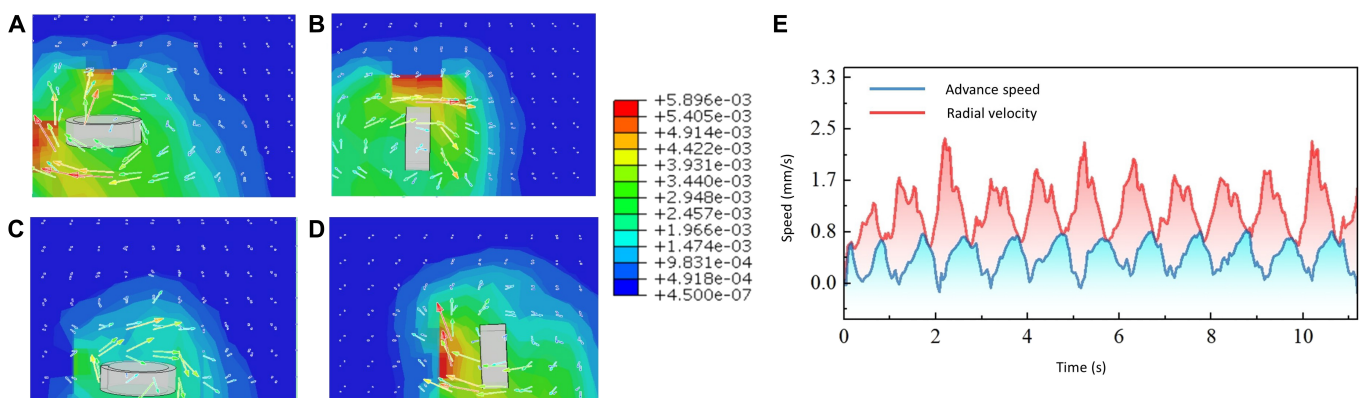 A
B
C
D
+5.896e-03
+5.405e-03
+4.914e-03
+4.422e-03
+3.931e-03
+3.440e-03
+2.948e-03
+2.457e-03
+1.966e-03
+1.474e-03
+9.831e-04
+4.918e-04
+4.500e-07
E
3.3
2.5
1.7
0.8
0.0
Speed (mm/s)
Advance speed
Radial velocity
0 2 4 6 8 10
Time (s)